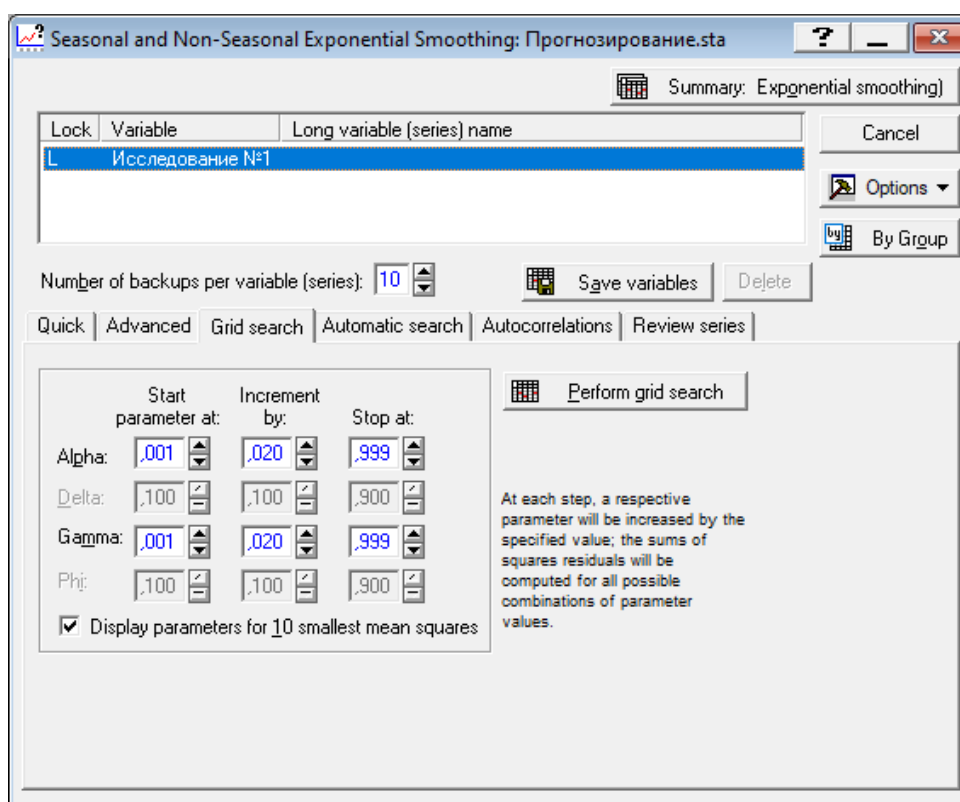 Seasonal and Non-Seasonal Exponential Smoothing: Прогнозирование.sta
Summary: Exponential smoothing)
Lock Variable Long variable (series) name
L Исследование №1
Cancel
Options
By Group
Number of backups per variable (series): 10
Save variables
Delete
Quick Advanced Grid search Automatic search Autocorrelations Review series
Start parameter at:
Increment by:
Stop at:
Alpha: ,001 ,020 ,999
Delta: ,100 ,100 ,900
Gamma: ,001 ,020 ,999
Phi: ,100 ,100 ,900
Display parameters for 10 smallest mean squares
Perform grid search
At each step, a respective
parameter will be increased by the
specified value; the sums of
squares residuals will be
computed for all possible
combinations of parameter
values.